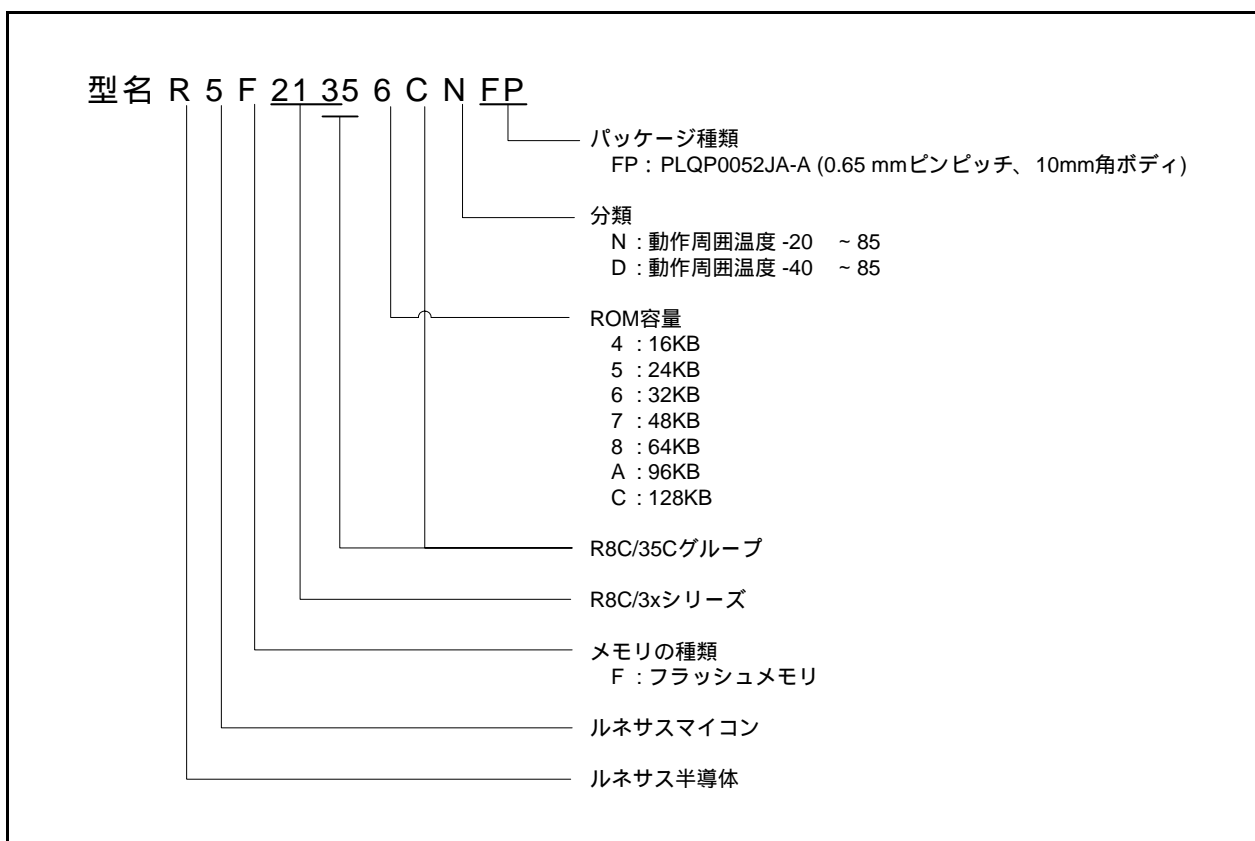 型名 R 5 F 21 35 6 C N FP
パッケージ種類
FP : PLQP0052JA-A (0.65 mmピンピッチ、10mm角ボディ)
分類
N : 動作周囲温度 -20 ~ 85
D : 動作周囲温度 -40 ~ 85
ROM容量
4 : 16KB
5 : 24KB
6 : 32KB
7 : 48KB
8 : 64KB
A : 96KB
C : 128KB
R8C/35Cグループ
R8C/3xシリーズ
メモリの種類
F : フラッシュメモリ
ルネサスマイコン
ルネサス半導体